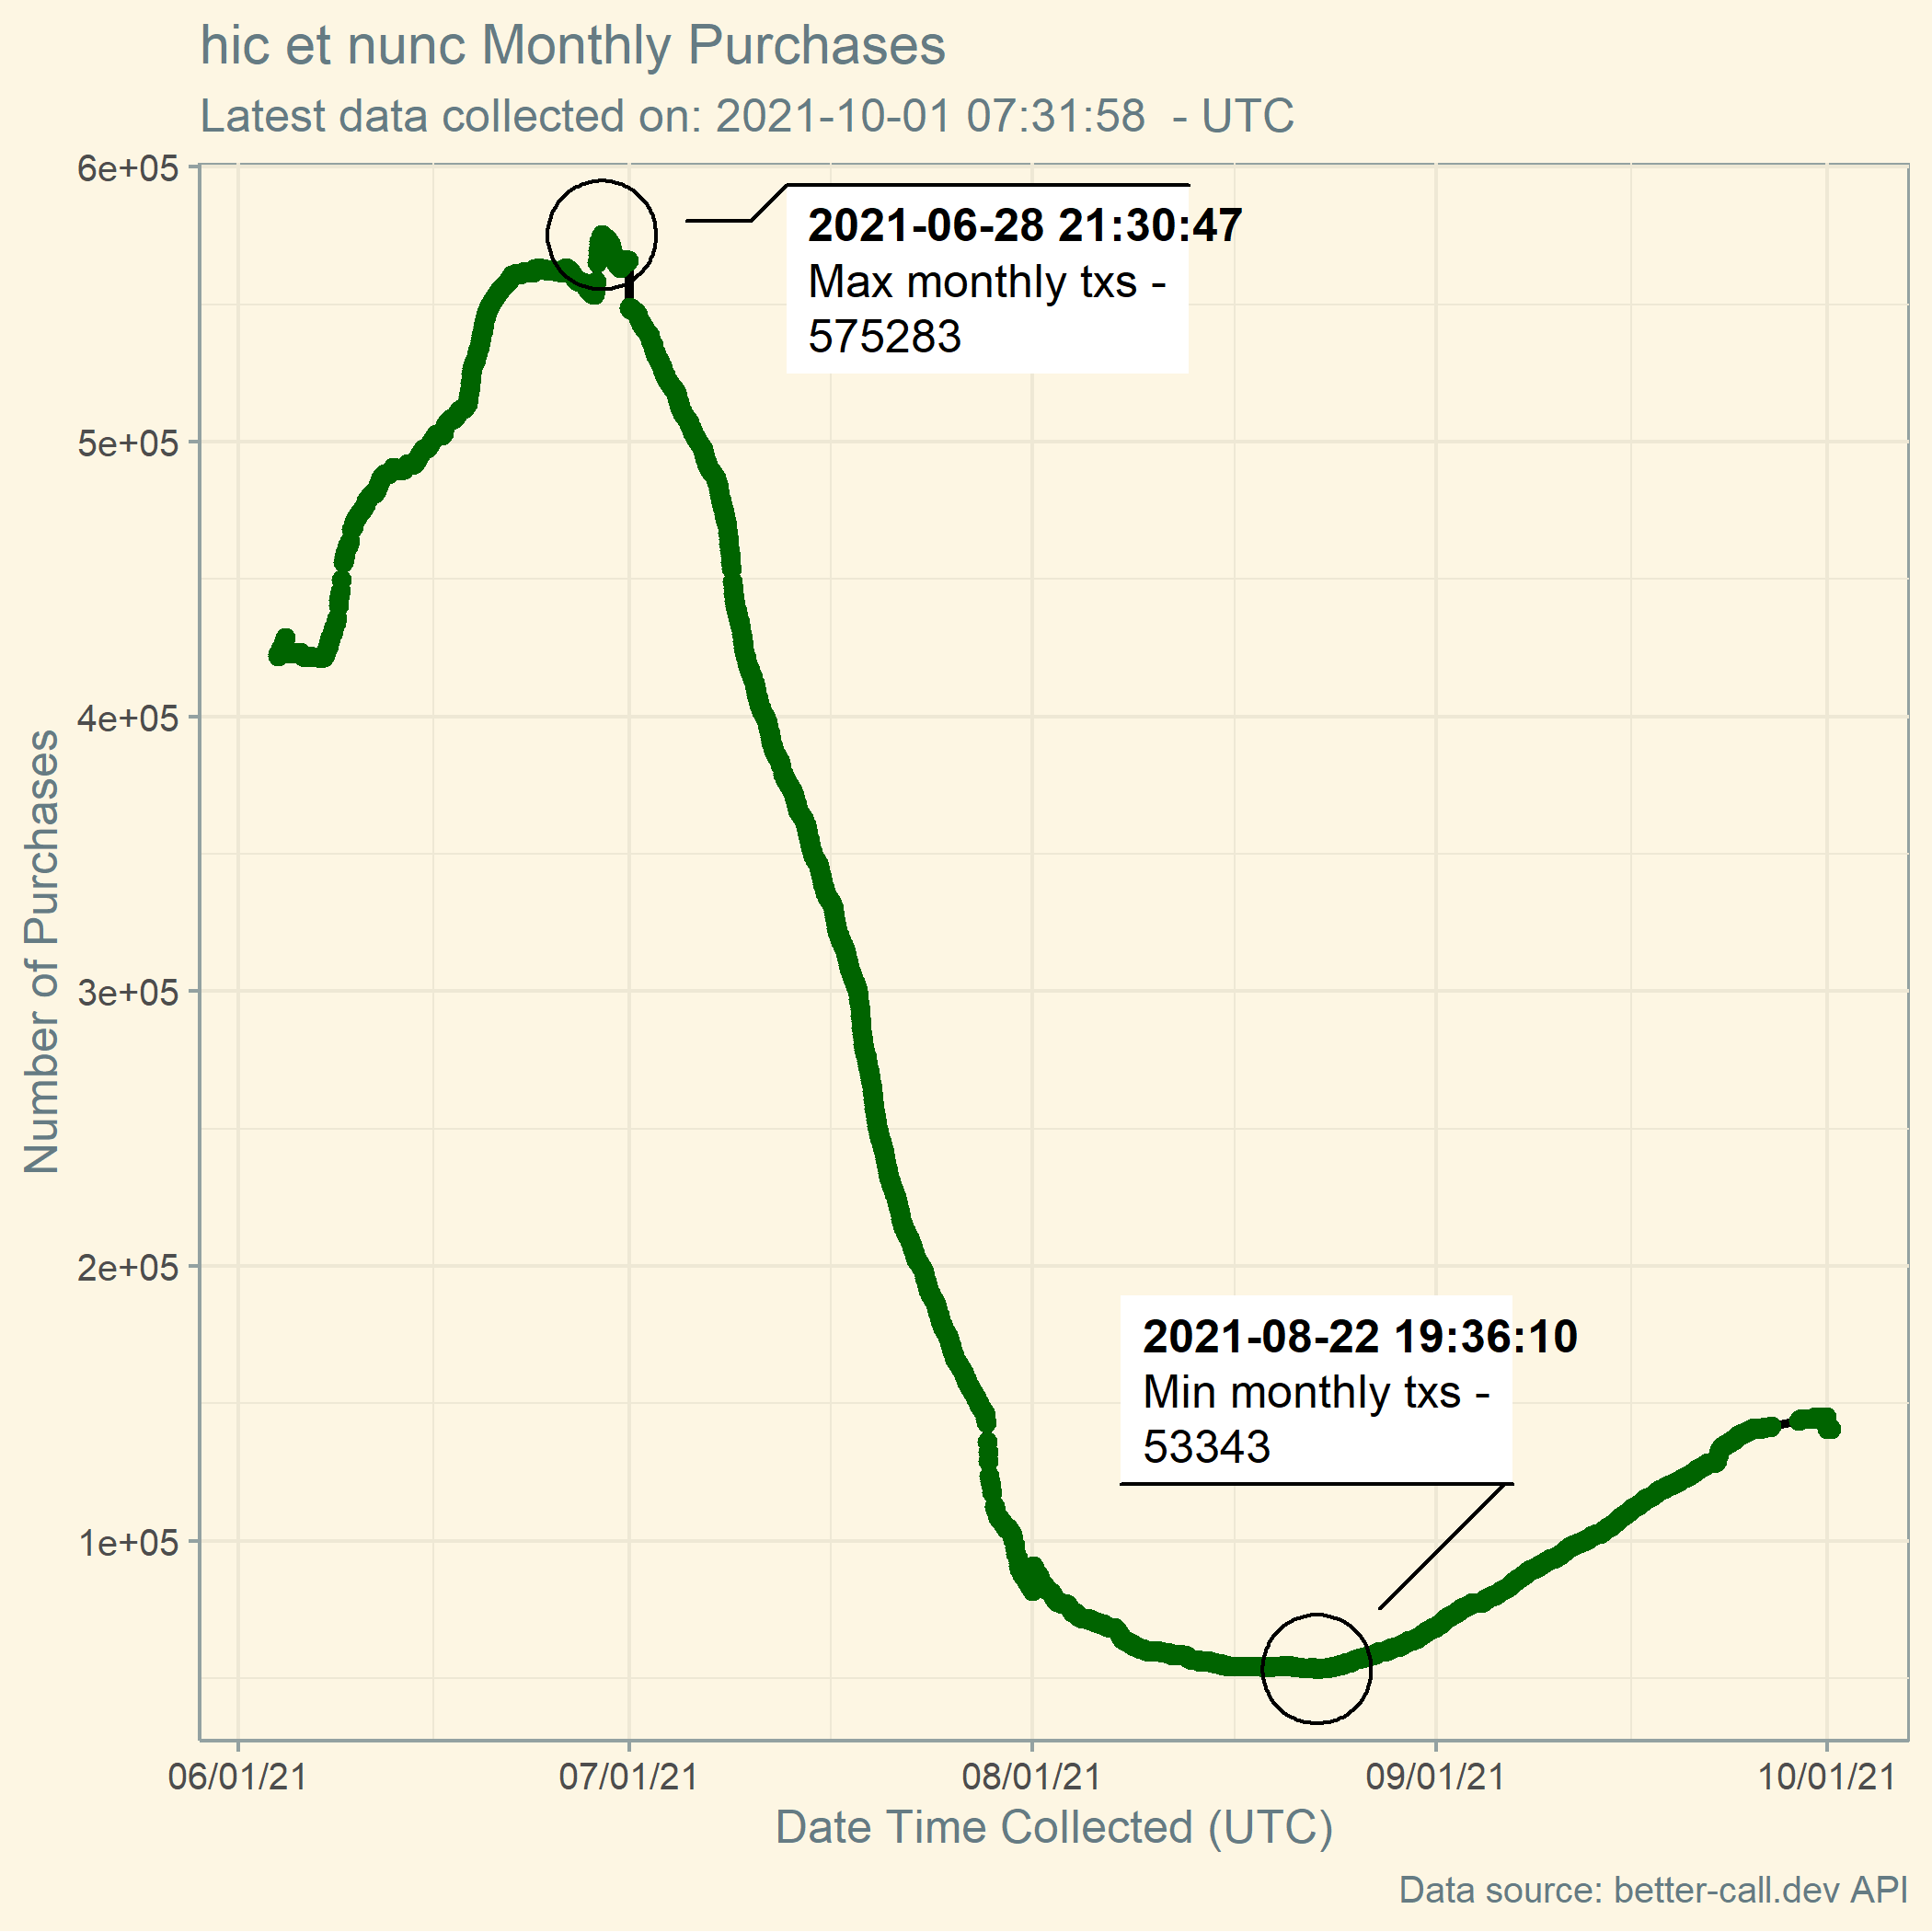 hic et nunc Monthly Purchases
Latest data collected on: 2021-10-01 07:31:58  - UTC
6e+05
5e+05
4e+05
3e+05
2e+05
1e+05
Number of Purchases
2021-06-28 21:30:47
Max monthly txs -
575283
2021-08-22 19:36:10
Min monthly txs -
53343
06/01/21
07/01/21
08/01/21
09/01/21
10/01/21
Date Time Collected (UTC)
Data source: better-call.dev API